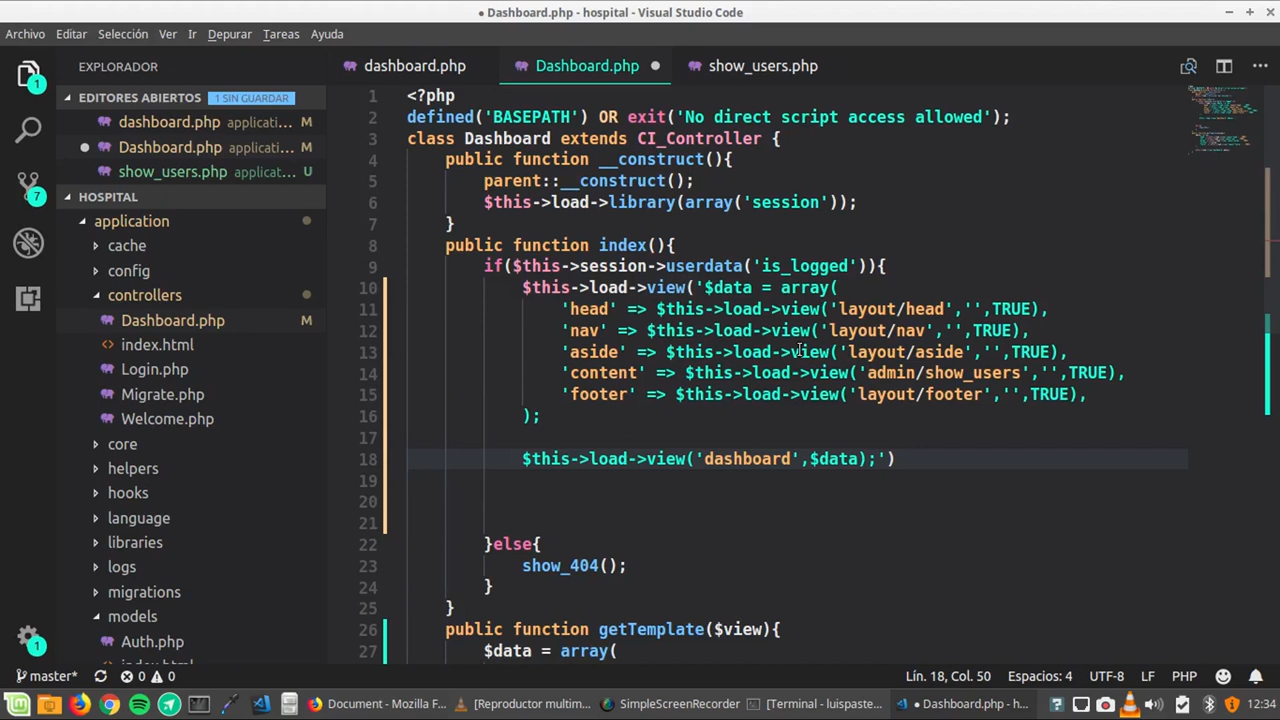 ● Dashboard.php - hospital - Visual Studio Code
Archivo Editar Selección Ver Ir Depurar Tareas Ayuda
EXPLORADOR
EDITORES ABIERTOS 1 SIN GUARDAR
dashboard.php applicati... M
Dashboard.php applicati... M
show_users.php applicat... U
HOSPITAL
application
cache
config
controllers
Dashboard.php M
index.html
Login.php
Migrate.php
Welcome.php
core
helpers
hooks
language
libraries
logs
migrations
models
Auth.php
index.html
1
7
1
dashboard.php Dashboard.php ● show_users.php
1 <?php
2 defined('BASEPATH') OR exit('No direct script access allowed');
3 class Dashboard extends CI_Controller {
4 public function __construct(){
5 parent::__construct();
6 $this->load->library(array('session'));
7 }
8 public function index(){
9 if($this->session->userdata('is_logged')){
10 $this->load->view('$data = array(
11 'head' => $this->load->view('layout/head','',TRUE),
12 'nav' => $this->load->view('layout/nav','',TRUE),
13 'aside' => $this->load->view('layout/aside','',TRUE),
14 'content' => $this->load->view('admin/show_users','',TRUE),
15 'footer' => $this->load->view('layout/footer','',TRUE),
16 );
17
18 $this->load->view('dashboard',$data);')
19
20
21
22 }else{
23 show_404();
24 }
25 }
26 public function getTemplate($view){
27 $data = array(
master* 0 0 Lín. 18, Col. 50 Espacios: 4 UTF-8 LF PHP
Document - Mozilla F... [Reproductor multim... SimpleScreenRecorder [Terminal - luispaste... ● Dashboard.php - h... 12:34